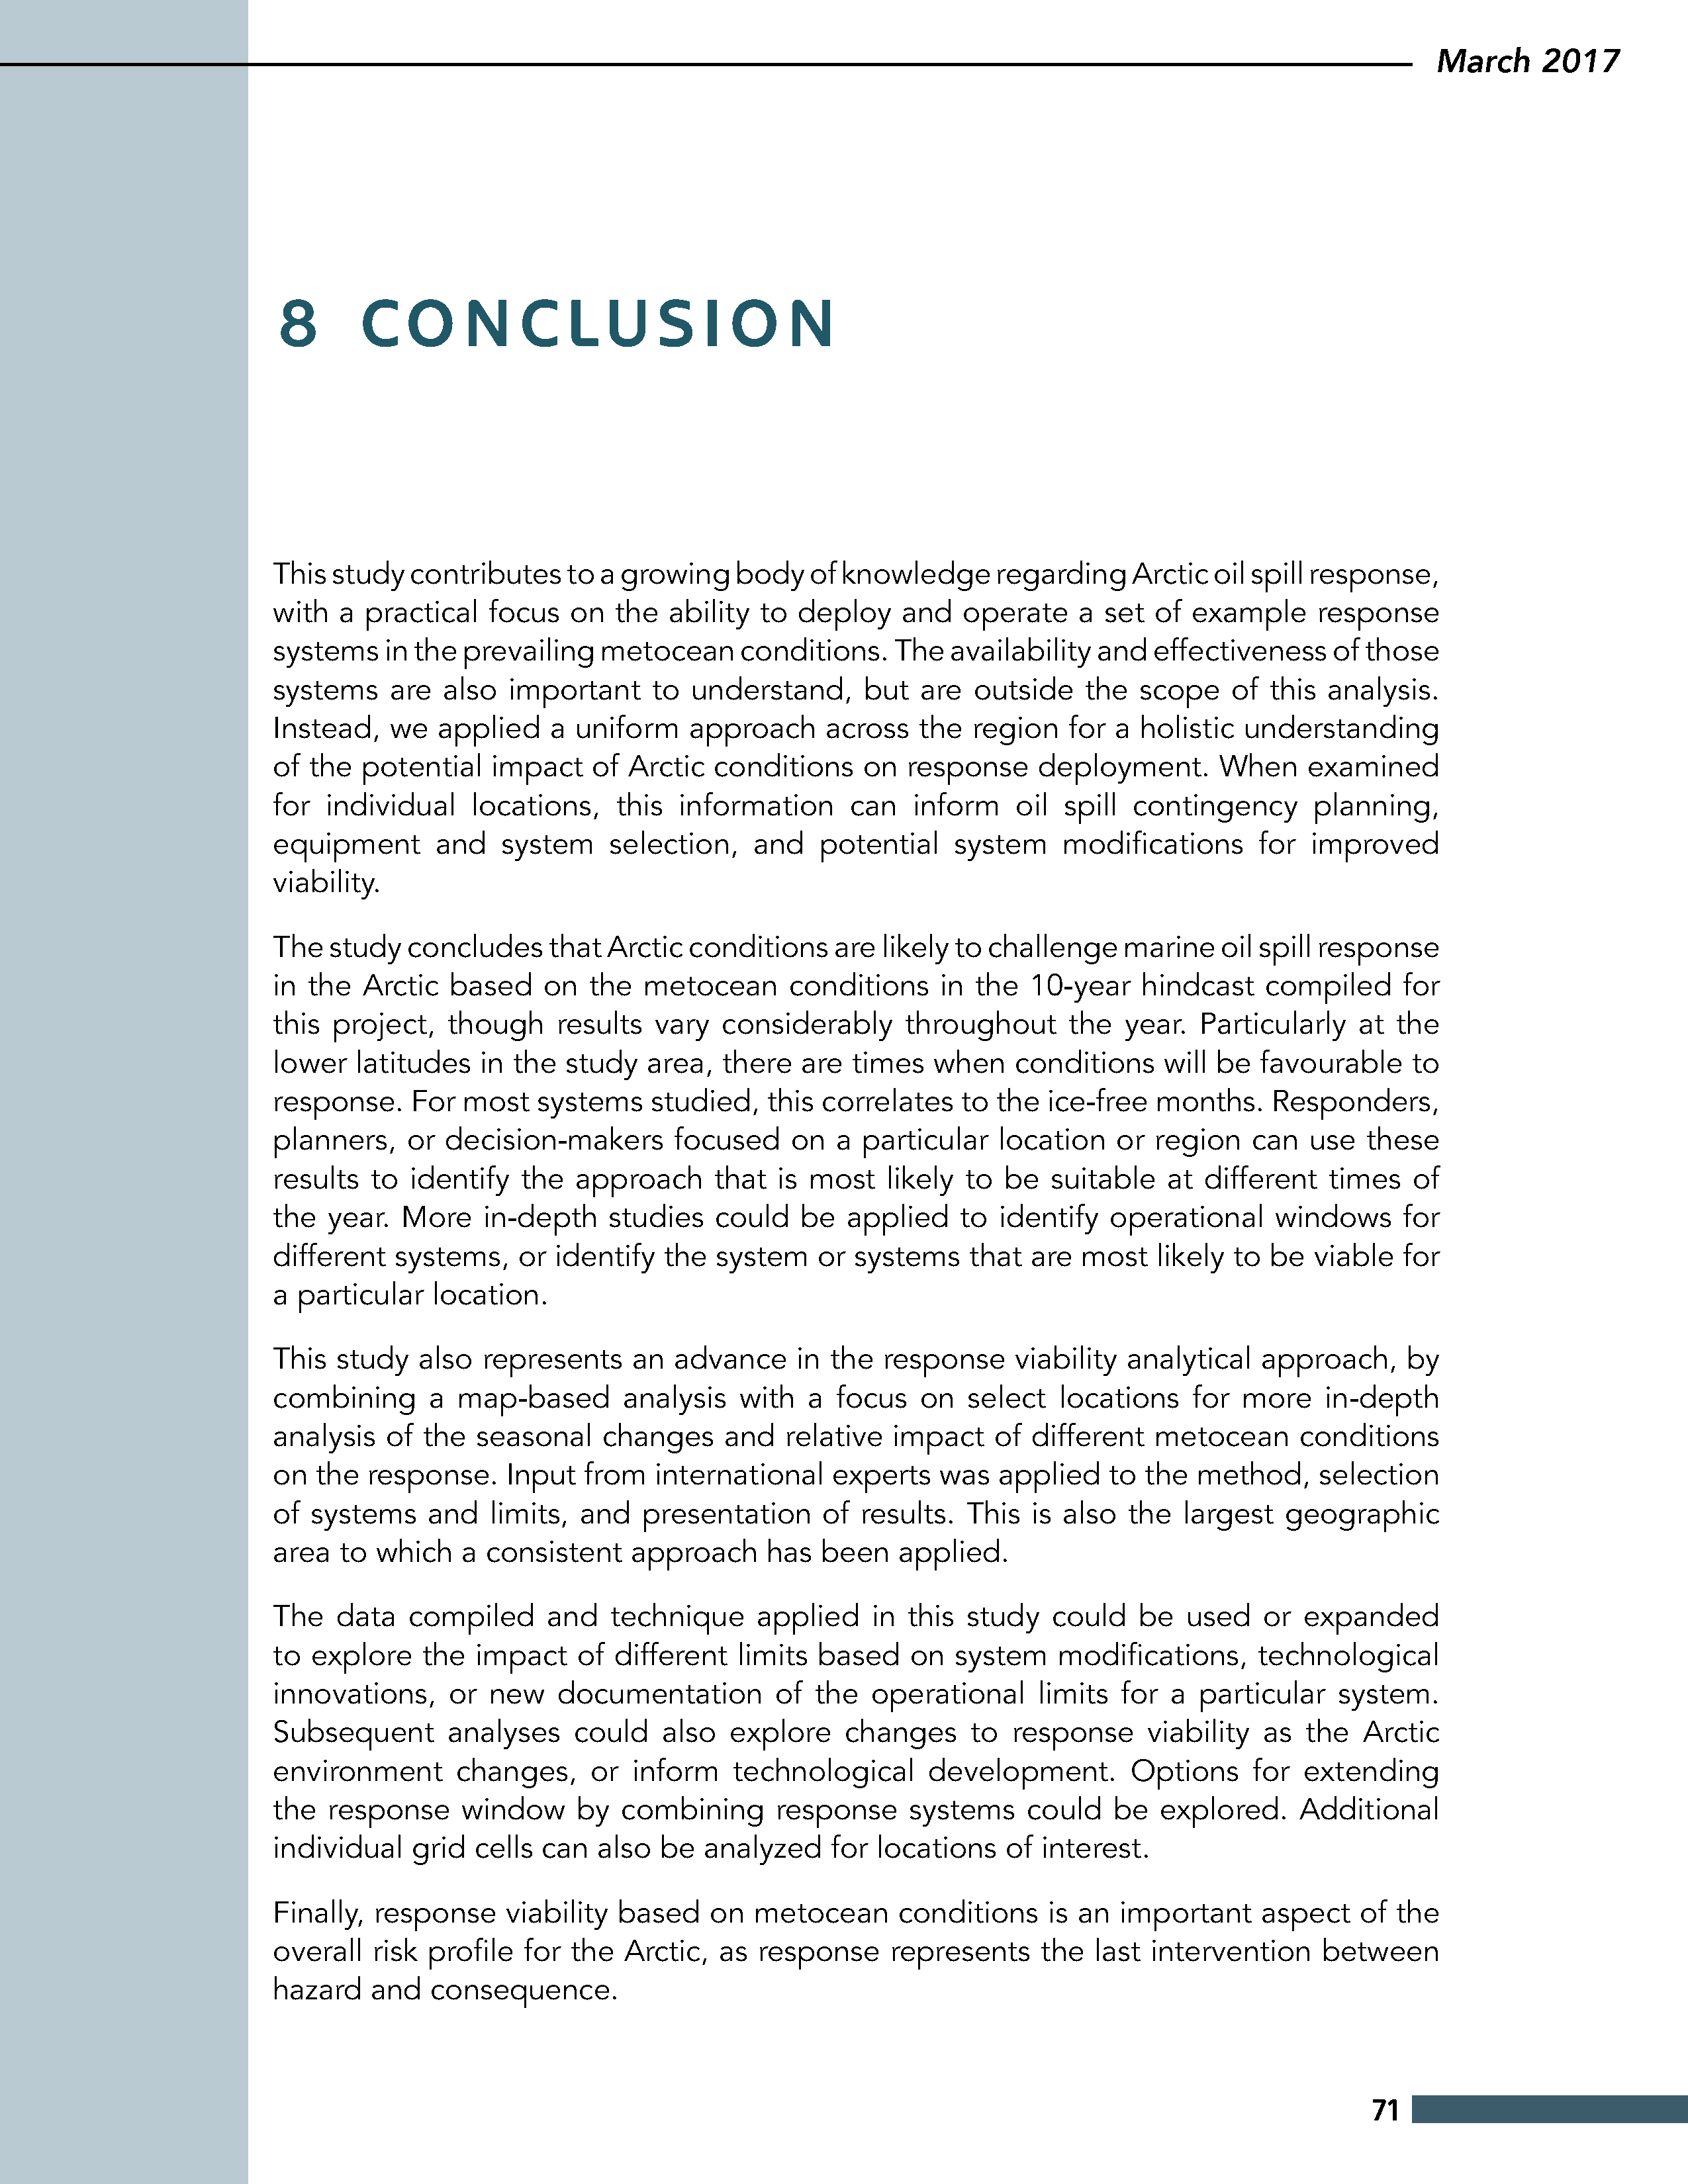 March 2017
8 CONCLUSION
This study contributes to a growing body of knowledge regarding Arctic oil spill response,
with a practical focus on the ability to deploy and operate a set of example response
systems in the prevailing metocean conditions. The availability and effectiveness of those
systems are also important to understand, but are outside the scope of this analysis.
Instead, we applied a uniform approach across the region for a holistic understanding
of the potential impact of Arctic conditions on response deployment. When examined
for individual locations, this information can inform oil spill contingency planning,
equipment and system selection, and potential system modifications for improved
viability.
The study concludes that Arctic conditions are likely to challenge marine oil spill response
in the Arctic based on the metocean conditions in the 10-year hindcast compiled for
this project, though results vary considerably throughout the year. Particularly at the
lower latitudes in the study area, there are times when conditions will be favourable to
response. For most systems studied, this correlates to the ice-free months. Responders,
planners, or decision-makers focused on a particular location or region can use these
results to identify the approach that is most likely to be suitable at different times of
the year. More in-depth studies could be applied to identify operational windows for
different systems, or identify the system or systems that are most likely to be viable for
a particular location.
This study also represents an advance in the response viability analytical approach, by
combining a map-based analysis with a focus on select locations for more in-depth
analysis of the seasonal changes and relative impact of different metocean conditions
on the response. Input from international experts was applied to the method, selection
of systems and limits, and presentation of results. This is also the largest geographic
area to which a consistent approach has been applied.
The data compiled and technique applied in this study could be used or expanded
to explore the impact of different limits based on system modifications, technological
innovations, or new documentation of the operational limits for a particular system.
Subsequent analyses could also explore changes to response viability as the Arctic
environment changes, or inform technological development. Options for extending
the response window by combining response systems could be explored. Additional
individual grid cells can also be analyzed for locations of interest.
Finally, response viability based on metocean conditions is an important aspect of the
overall risk profile for the Arctic, as response represents the last intervention between
hazard and consequence.
71